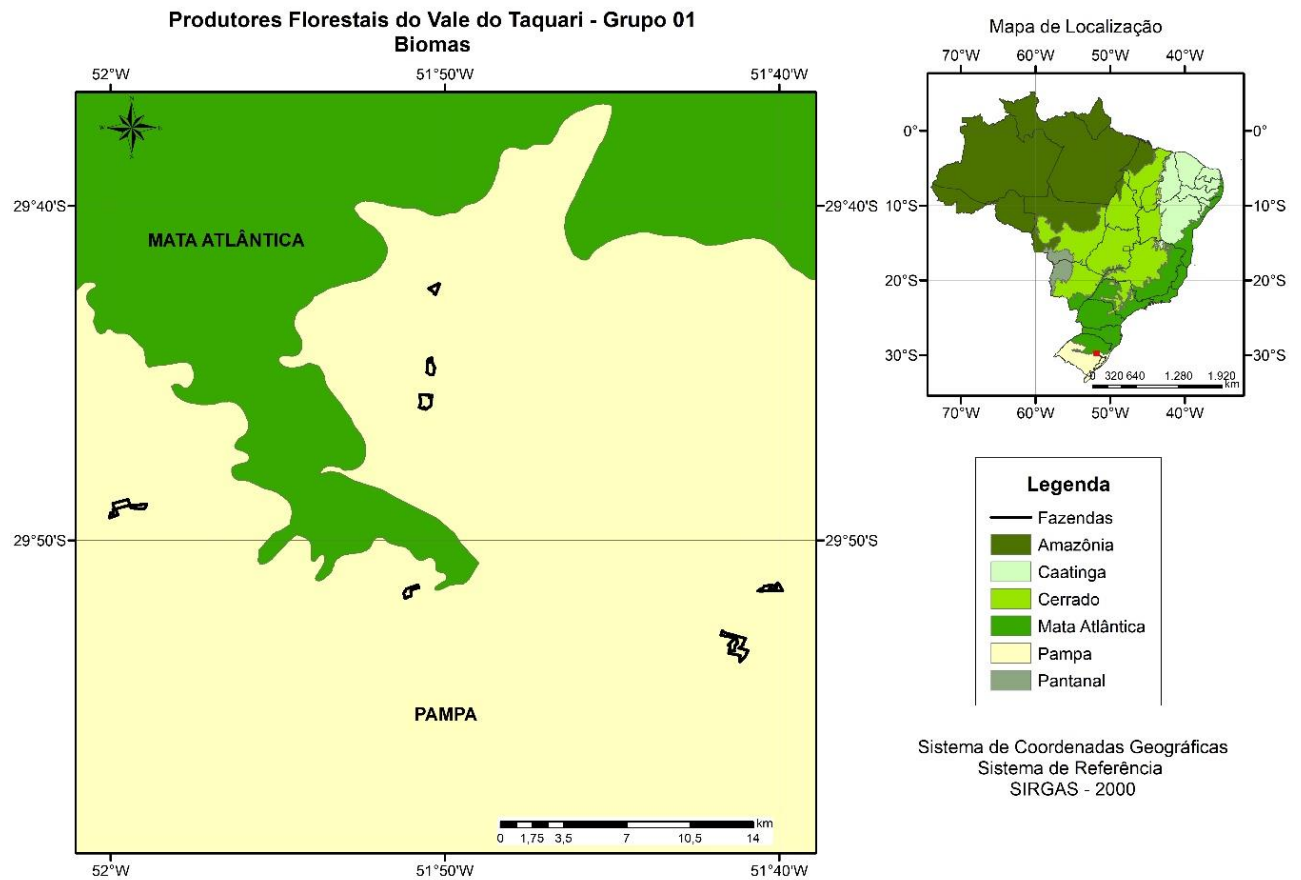 Produtores Florestais do Vale do Taquari - Grupo 01
Biomas
52°W
51°50'W
51°40'W
29°40'S
29°40'S
MATA ATLÂNTICA
29°50'S
29°50'S
PAMPA
km
0 1,75 3,5 7 10,5 14
52°W
51°50'W
51°40'W
Mapa de Localização
70°W 60°W 50°W 40°W
0°
0°
10°S
10°S
20°S
20°S
30°S
30°S
0 320 640 1.280 1.920
km
70°W 60°W 50°W 40°W
Legenda
Fazendas
Amazônia
Caatinga
Cerrado
Mata Atlântica
Pampa
Pantanal
Sistema de Coordenadas Geográficas
Sistema de Referência
SIRGAS - 2000